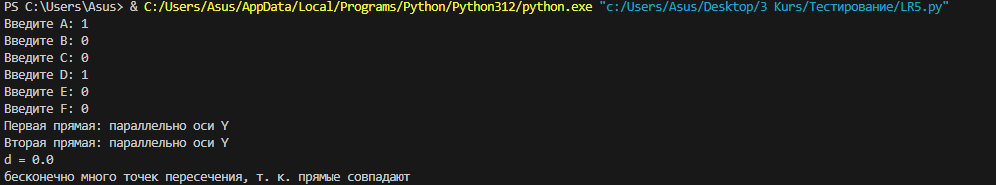 PS C:\Users\Asus> & C:/Users/Asus/AppData/Local/Programs/Python/Python312/python.exe "c:/Users/Asus/Desktop/3 Kurs/Тестирование/LR5.py"
Введите A: 1
Введите B: 0
Введите C: 0
Введите D: 1
Введите E: 0
Введите F: 0
Первая прямая: параллельно оси Y
Вторая прямая: параллельно оси Y
d = 0.0
бесконечно много точек пересечения, т. к. прямые совпадают